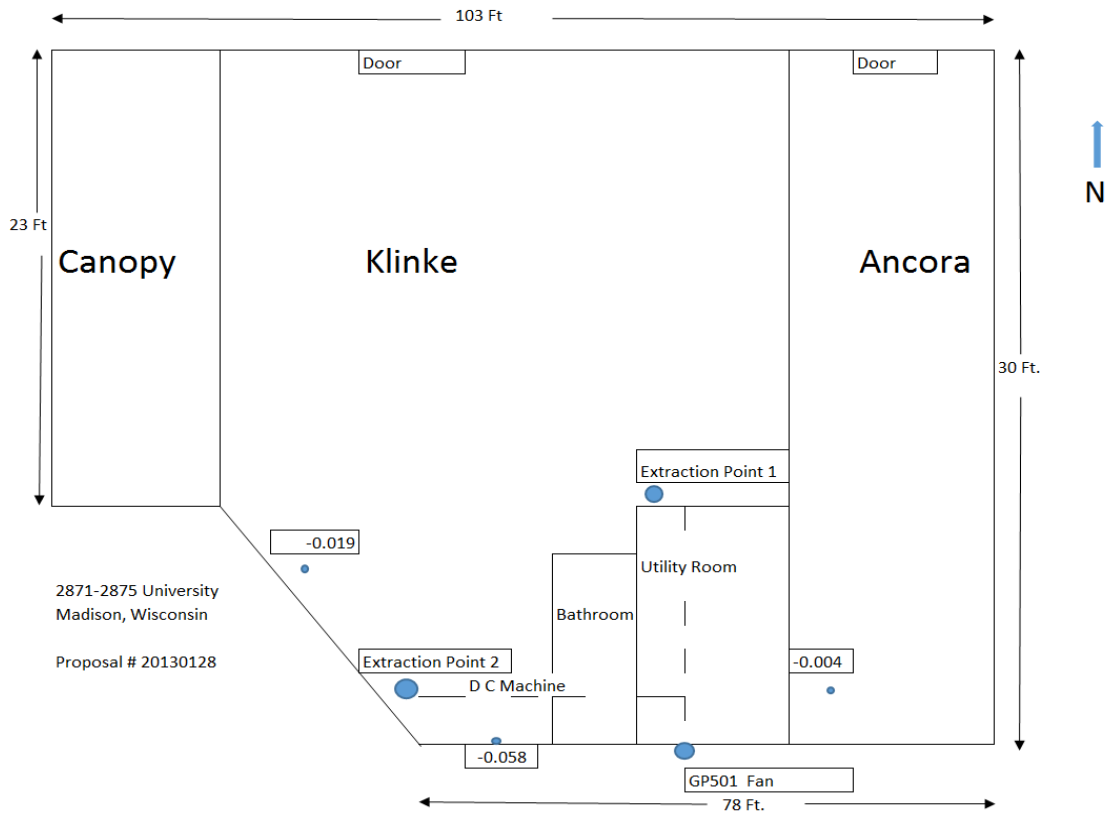 103 Ft
Door
Door
N
23 Ft
Canopy
Klinke
Ancora
30 Ft.
Extraction Point 1
-0.019
Utility Room
2871-2875 University
Madison, Wisconsin
Bathroom
Proposal # 20130128
Extraction Point 2
-0.004
D C Machine
-0.058
GP501 Fan
78 Ft.